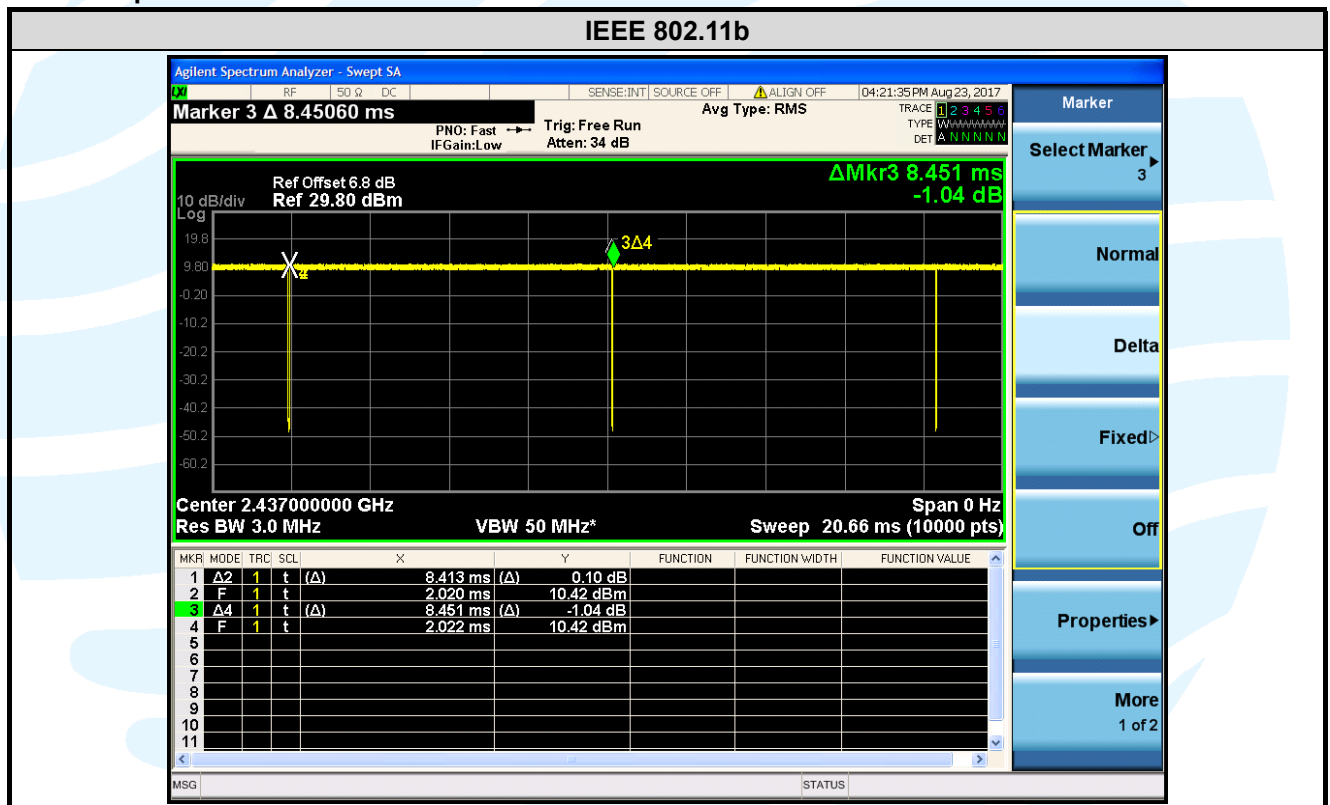 IEEE 802.11b
Agilent Spectrum Analyzer - Swept SA
LXI RF 50 Ω DC SENSE:INT SOURCE OFF ALIGN OFF 04:21:35 PM Aug 23, 2017
Marker 3 Δ 8.45060 ms
PNO: Fast
IFGain:Low
Trig: Free Run
Atten: 34 dB
Avg Type: RMS
TRACE 1 2 3 4 5 6
TYPE WWWWWW
DET A N N N N N
ΔMkr3 8.451 ms
-1.04 dB
Ref Offset 6.8 dB
Ref 29.80 dBm
10 dB/div
Log
19.8
9.80
-0.20
-10.2
-20.2
-30.2
-40.2
-50.2
-60.2
4
3Δ4
Center 2.437000000 GHz
Span 0 Hz
Res BW 3.0 MHz
VBW 50 MHz*
Sweep 20.66 ms (10000 pts)
MKR MODE TRC SCL X Y FUNCTION FUNCTION WIDTH FUNCTION VALUE
1 Δ2 1 t (Δ) 8.413 ms (Δ) 0.10 dB
2 F 1 t 2.020 ms 10.42 dBm
3 Δ4 1 t (Δ) 8.451 ms (Δ) -1.04 dB
4 F 1 t 2.022 ms 10.42 dBm
5
6
7
8
9
10
11
MSG
STATUS
Marker
Select Marker
3
Normal
Delta
Fixed
Off
Properties
More
1 of 2